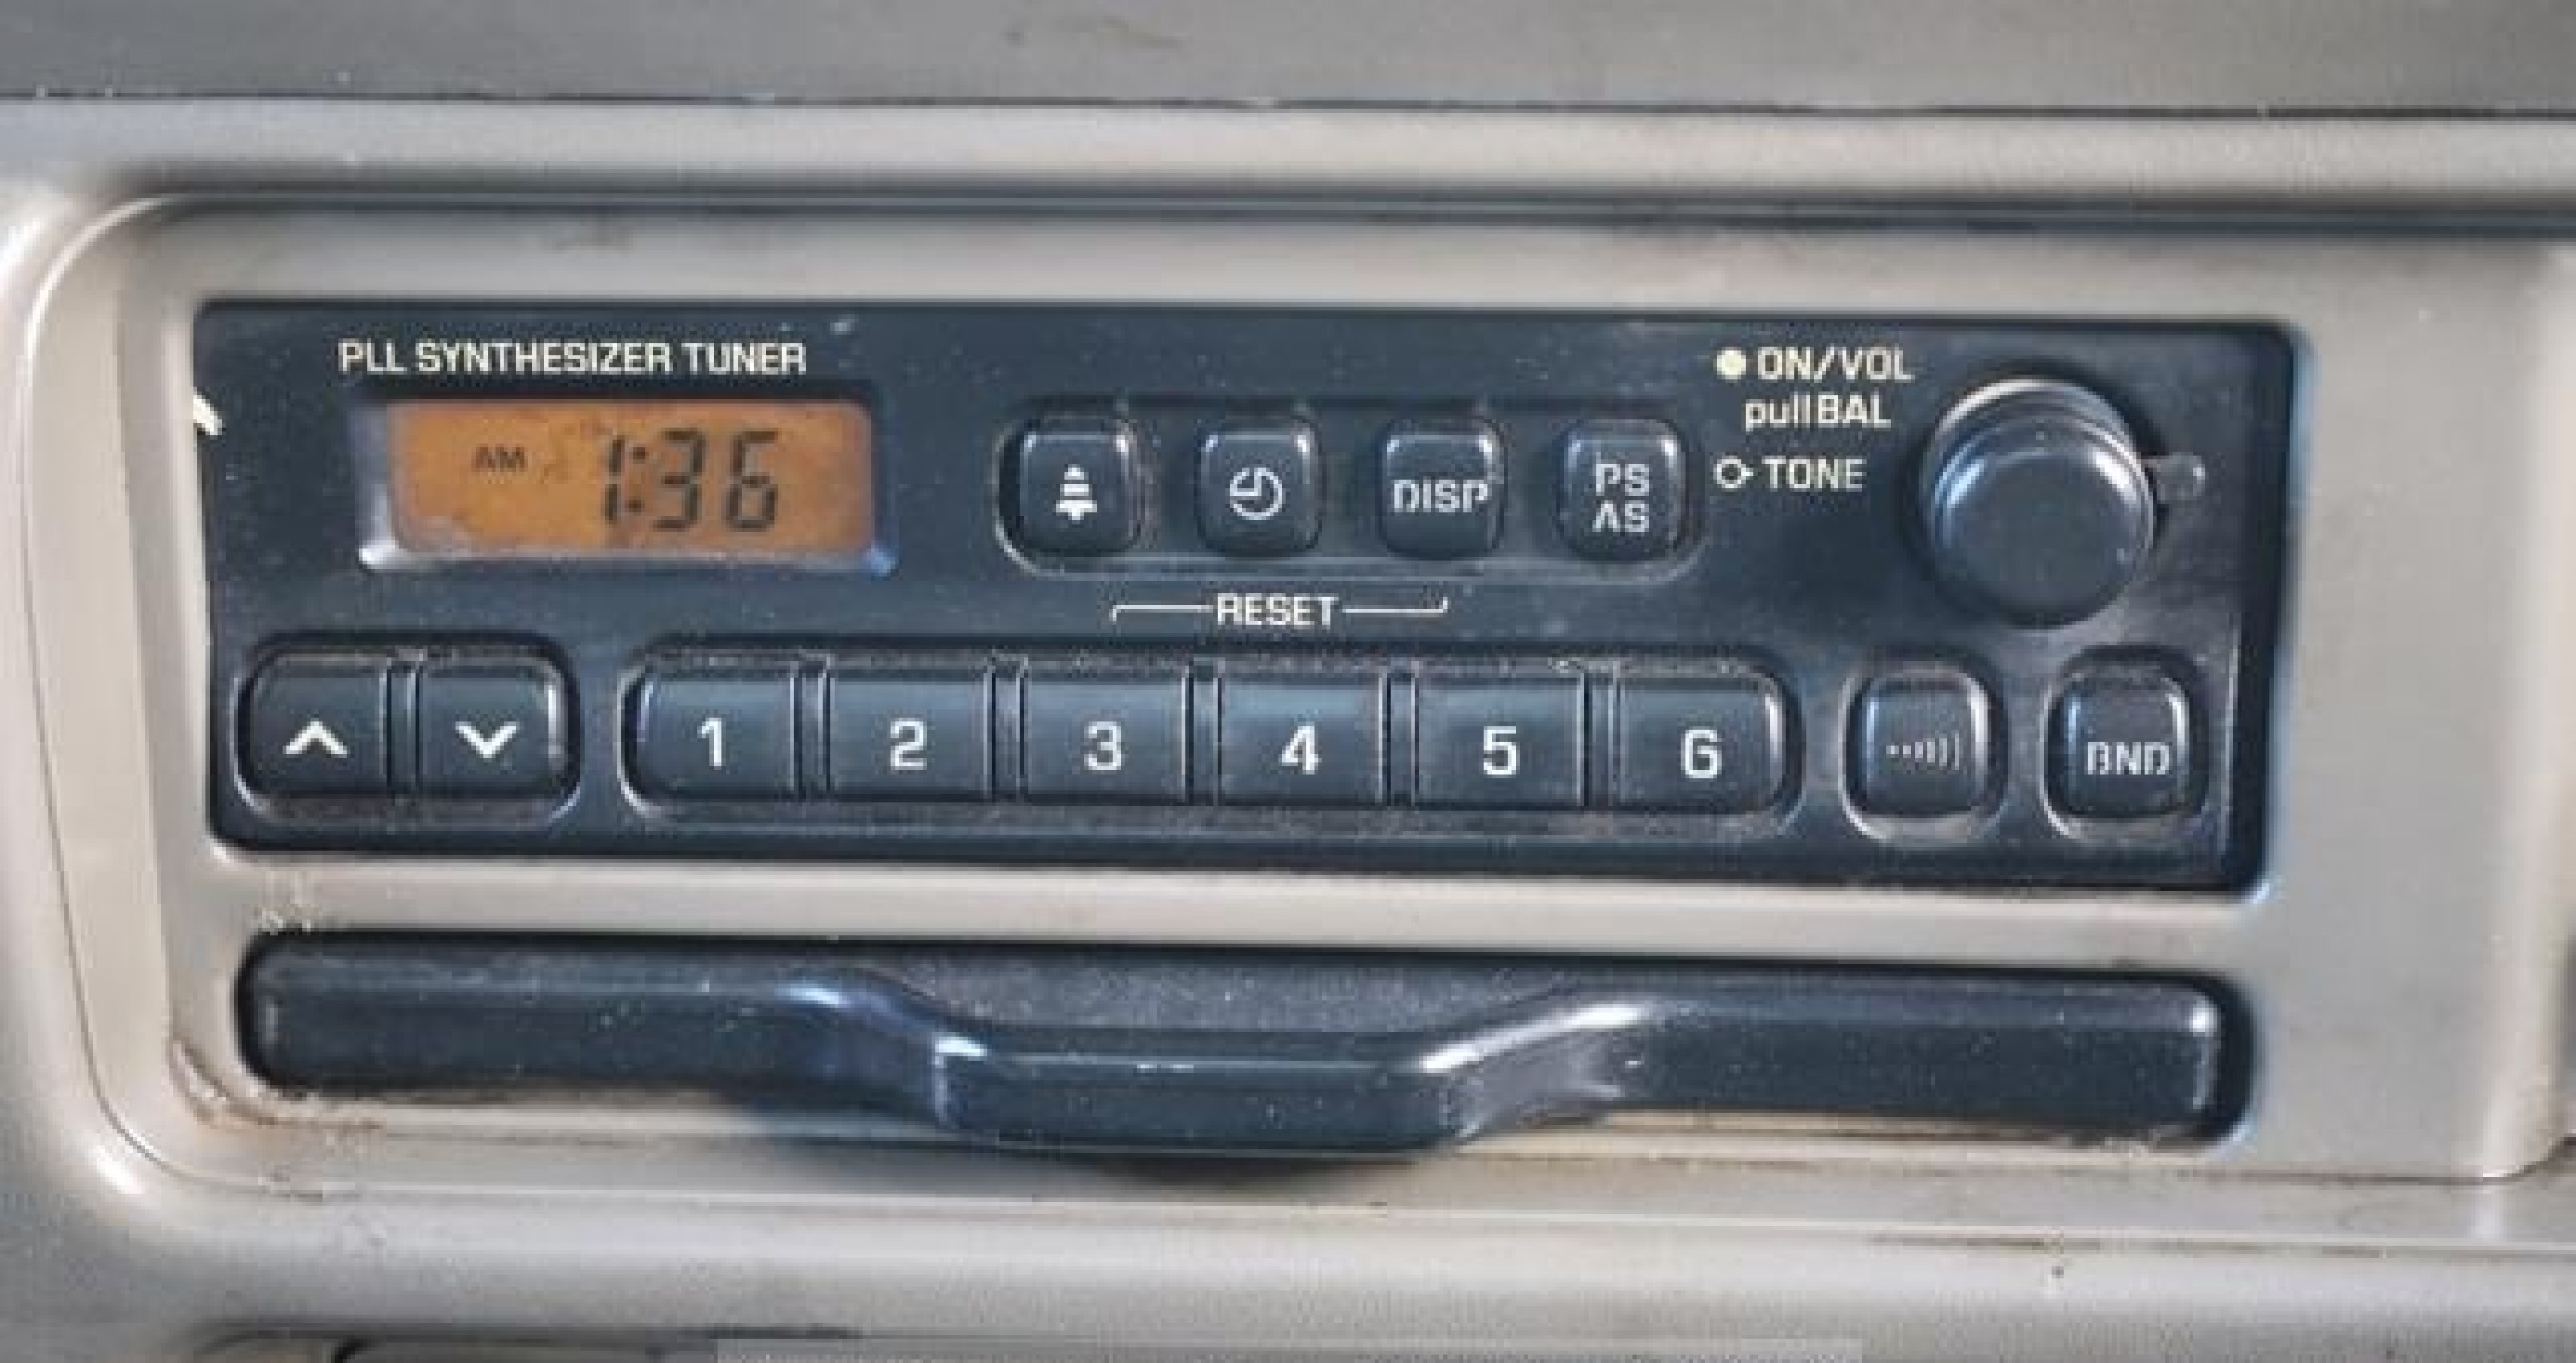 PLL SYNTHESIZER TUNER
AM 1:36
DISP
PS
AS
ON/VOL
pull BAL
TONE
RESET
1 2 3 4 5 6
BND